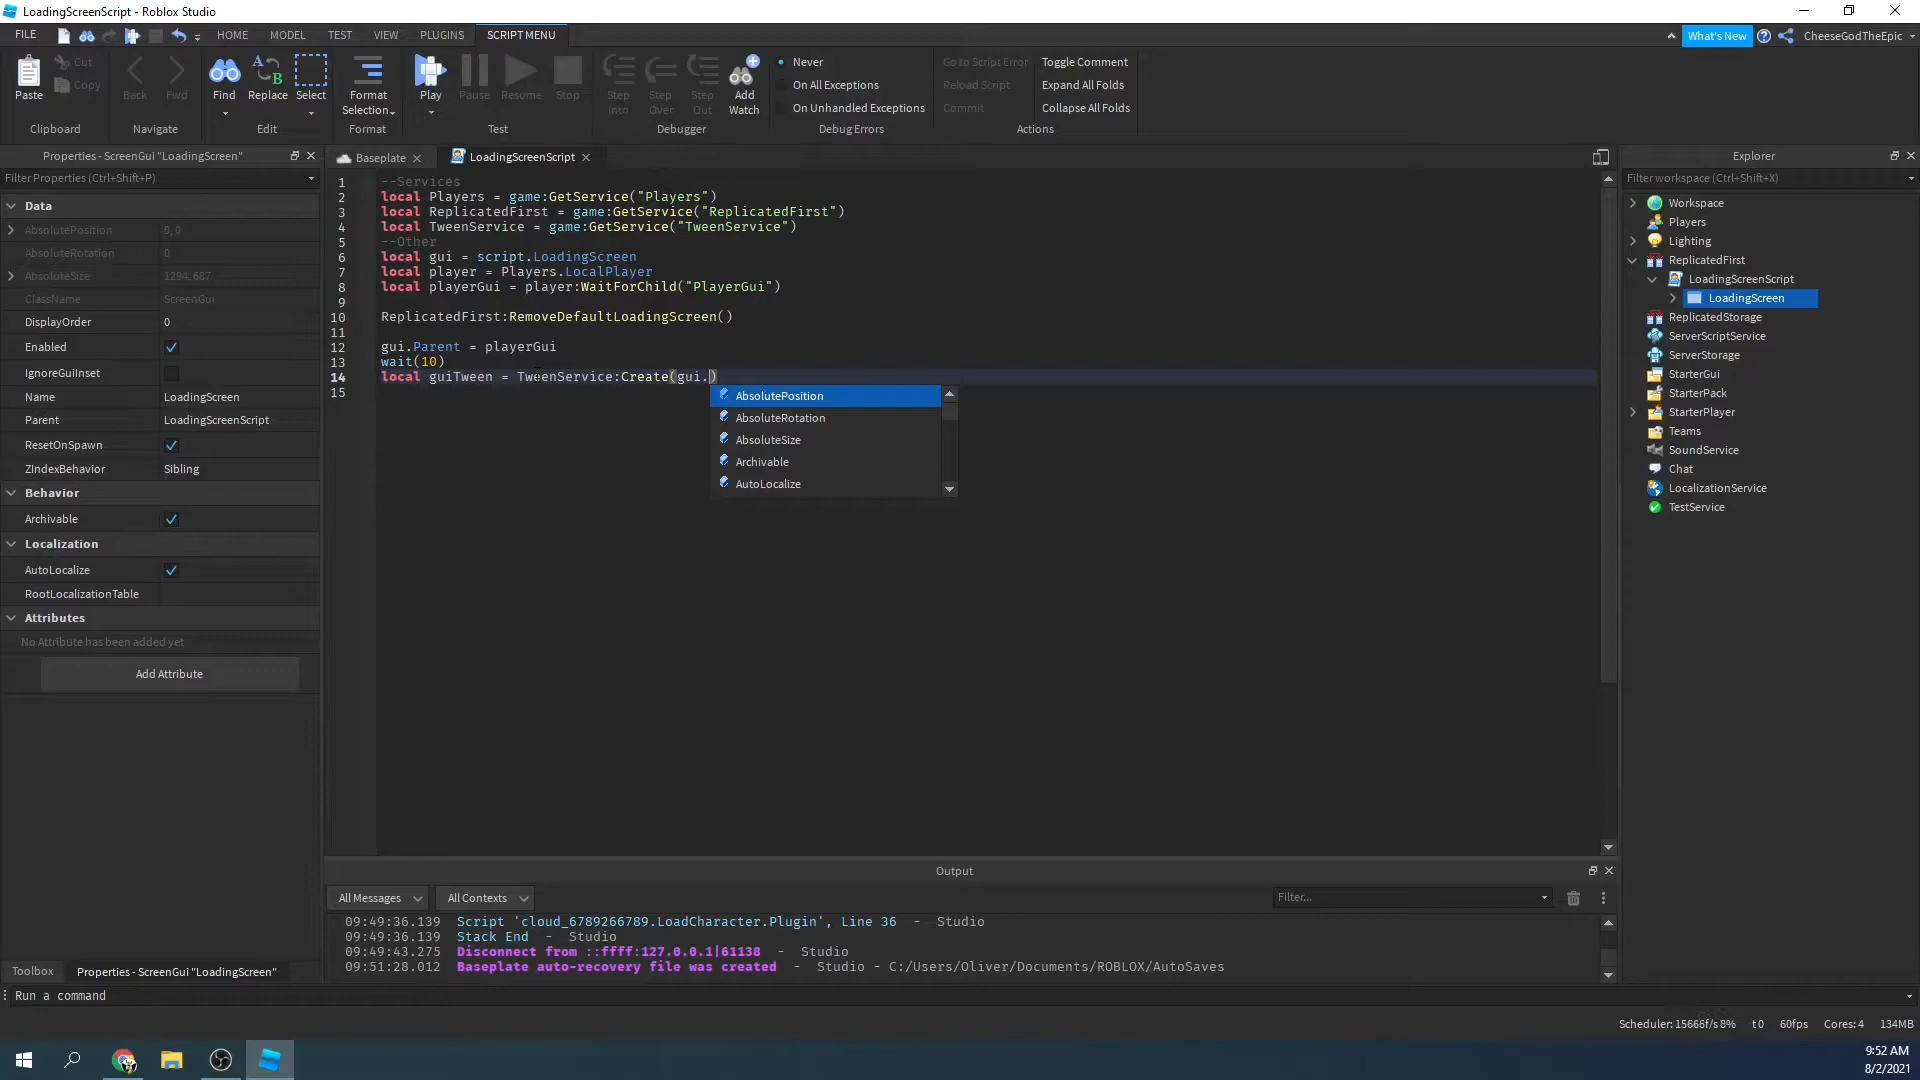 LoadingScreenScript - Roblox Studio
FILE HOME MODEL TEST VIEW PLUGINS SCRIPT MENU What's New CheeseGodTheEpic
Paste Cut Copy
Back Fwd
Find Replace Select
Format Selection
Play Pause Resume Stop
Step Into Step Over Step Out Add Watch
Never
On All Exceptions
On Unhandled Exceptions
Go to Script Error
Reload Script
Commit
Toggle Comment
Expand All Folds
Collapse All Folds
Clipboard Navigate Edit Format Test Debugger Debug Errors Actions
Properties - ScreenGui "LoadingScreen"
Filter Properties (Ctrl+Shift+P)
Data
AbsolutePosition 0, 0
AbsoluteRotation 0
AbsoluteSize 1294, 687
ClassName ScreenGui
DisplayOrder 0
Enabled
IgnoreGuiInset
Name LoadingScreen
Parent LoadingScreenScript
ResetOnSpawn
ZIndexBehavior Sibling
Behavior
Archivable
Localization
AutoLocalize
RootLocalizationTable
Attributes
No Attribute has been added yet
Add Attribute
Toolbox Properties - ScreenGui "LoadingScreen"
Baseplate LoadingScreenScript
1 --Services
2 local Players = game:GetService("Players")
3 local ReplicatedFirst = game:GetService("ReplicatedFirst")
4 local TweenService = game:GetService("TweenService")
5 --Other
6 local gui = script.LoadingScreen
7 local player = Players.LocalPlayer
8 local playerGui = player:WaitForChild("PlayerGui")
9
10 ReplicatedFirst:RemoveDefaultLoadingScreen()
11
12 gui.Parent = playerGui
13 wait(10)
14 local guiTween = TweenService:Create(gui.)
15
AbsolutePosition
AbsoluteRotation
AbsoluteSize
Archivable
AutoLocalize
Explorer
Filter workspace (Ctrl+Shift+X)
Workspace
Players
Lighting
ReplicatedFirst
LoadingScreenScript
LoadingScreen
ReplicatedStorage
ServerScriptService
ServerStorage
StarterGui
StarterPack
StarterPlayer
Teams
SoundService
Chat
LocalizationService
TestService
Output
All Messages All Contexts Filter...
09:49:36.139 Script 'cloud_6789266789.LoadCharacter.Plugin', Line 36 - Studio
09:49:36.139 Stack End - Studio
09:49:43.275 Disconnect from ::ffff:127.0.0.1|61138 - Studio
09:51:28.012 Baseplate auto-recovery file was created - Studio - C:/Users/Oliver/Documents/ROBLOX/AutoSaves
Run a command
Scheduler: 15666f/s 8% t 0 60fps Cores: 4 134MB
9:52 AM
8/2/2021